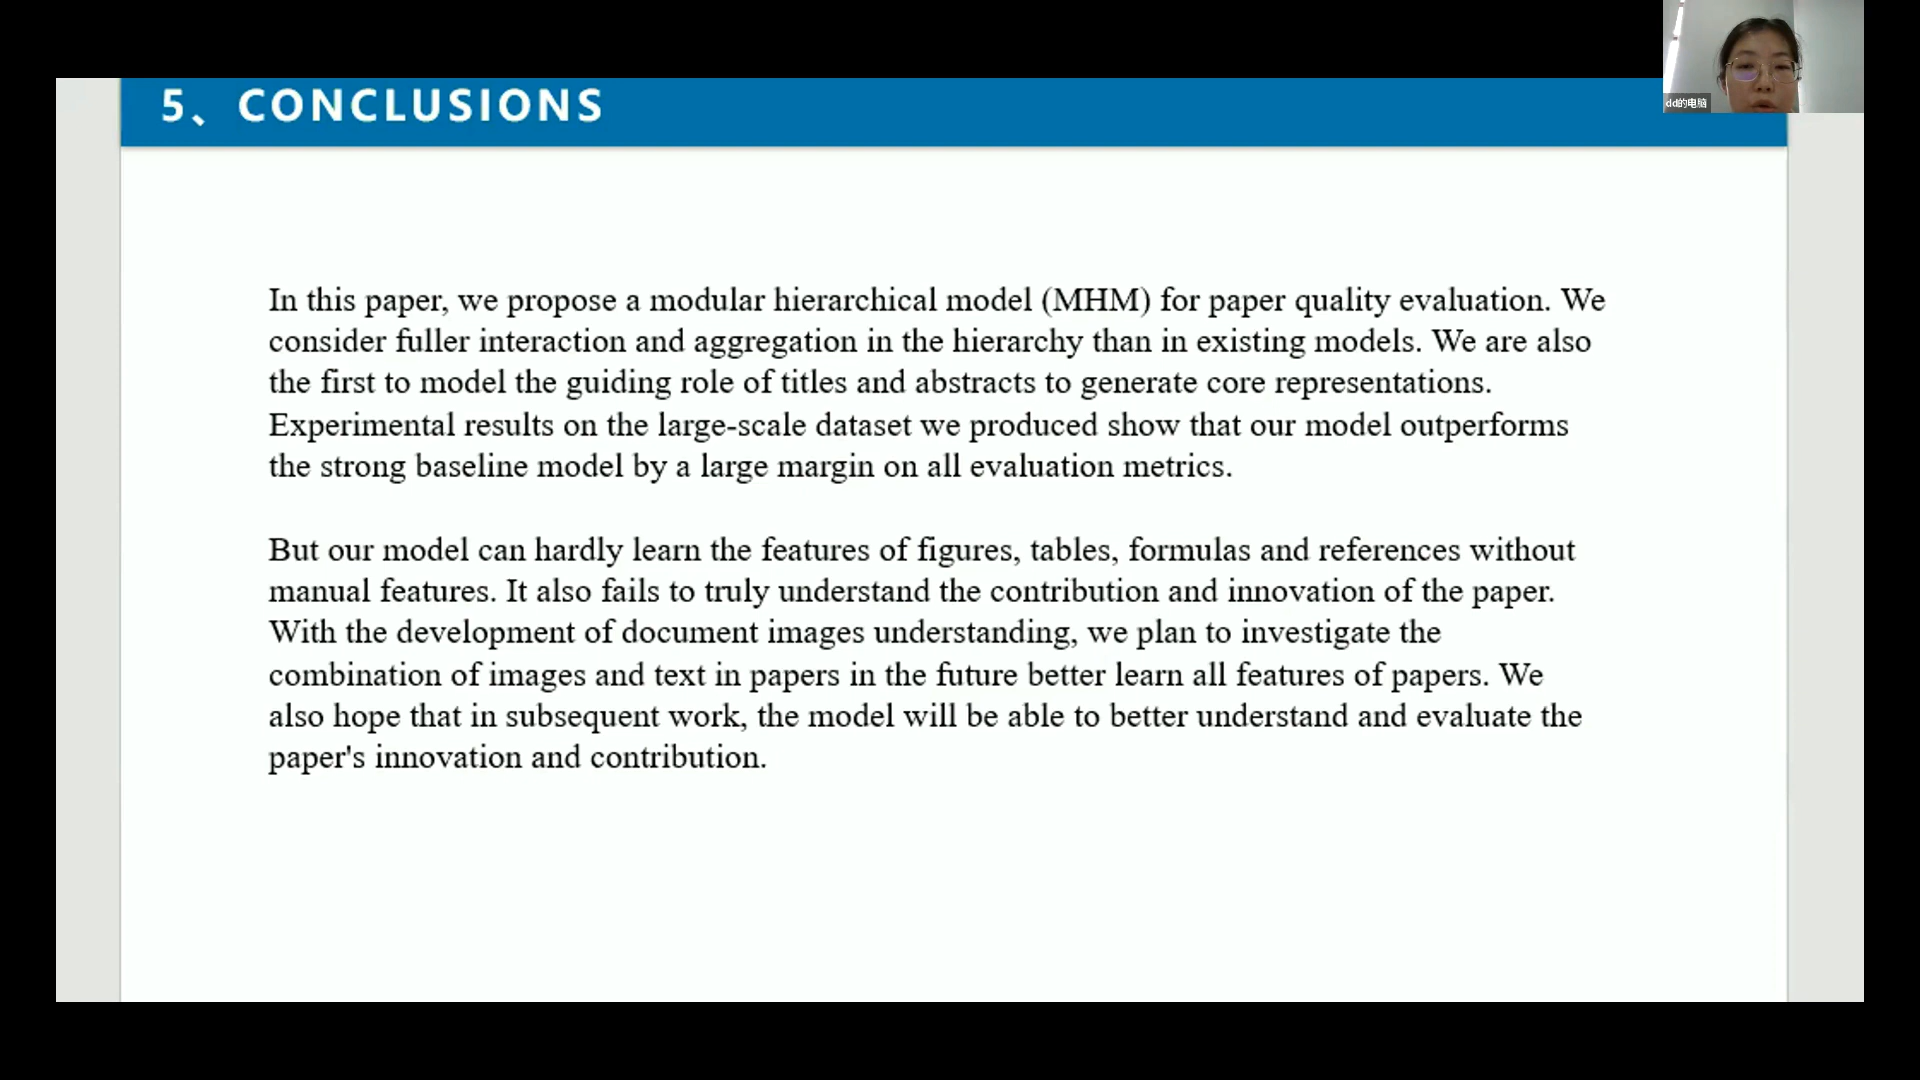 5、CONCLUSIONS
dd的电脑
In this paper, we propose a modular hierarchical model (MHM) for paper quality evaluation. We
consider fuller interaction and aggregation in the hierarchy than in existing models. We are also
the first to model the guiding role of titles and abstracts to generate core representations.
Experimental results on the large-scale dataset we produced show that our model outperforms
the strong baseline model by a large margin on all evaluation metrics.
But our model can hardly learn the features of figures, tables, formulas and references without
manual features. It also fails to truly understand the contribution and innovation of the paper.
With the development of document images understanding, we plan to investigate the
combination of images and text in papers in the future better learn all features of papers. We
also hope that in subsequent work, the model will be able to better understand and evaluate the
paper's innovation and contribution.